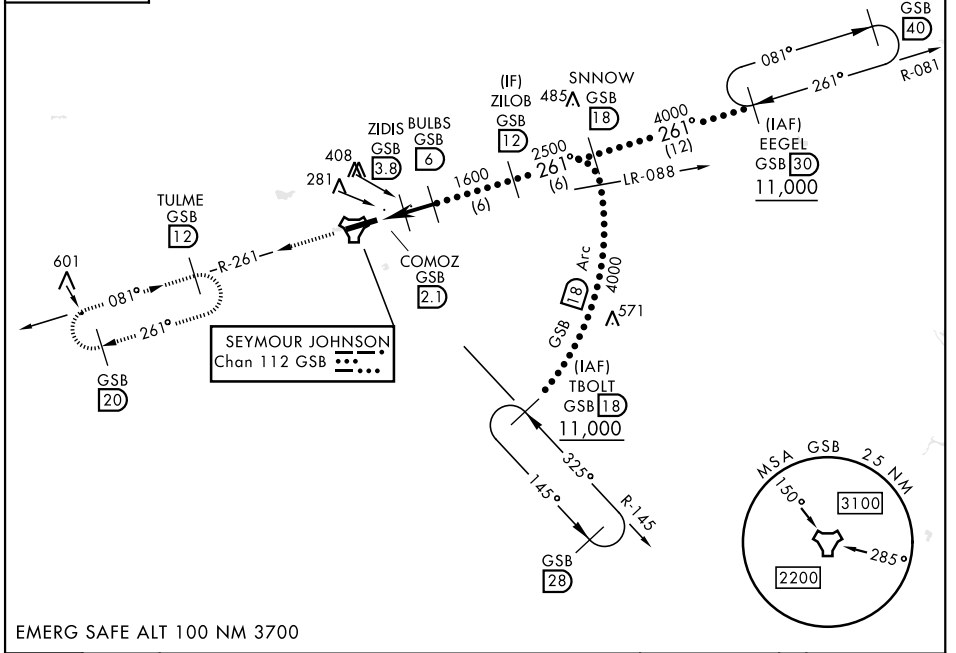 GSB
40
081°
261°
R-081
(IF)
ZILOB
GSB
12
485
SNNOW
GSB
18
4000
261°
(12)
(IAF)
EEGEL
GSB 30
11,000
ZIDIS
GSB
3.8
BULBS
GSB
6
408
281
1600
(6)
2500
261°
(6)
LR-088
TULME
GSB
12
R-261
COMOZ
GSB
2.1
601
081°
261°
GSB
20
SEYMOUR JOHNSON
Chan 112 GSB
GSB 18 Arc
4000
571
(IAF)
TBOLT
GSB 18
11,000
325°
145°
R-145
GSB
28
MSA GSB 25 NM
150°
3100
285°
2200
EMERG SAFE ALT 100 NM 3700